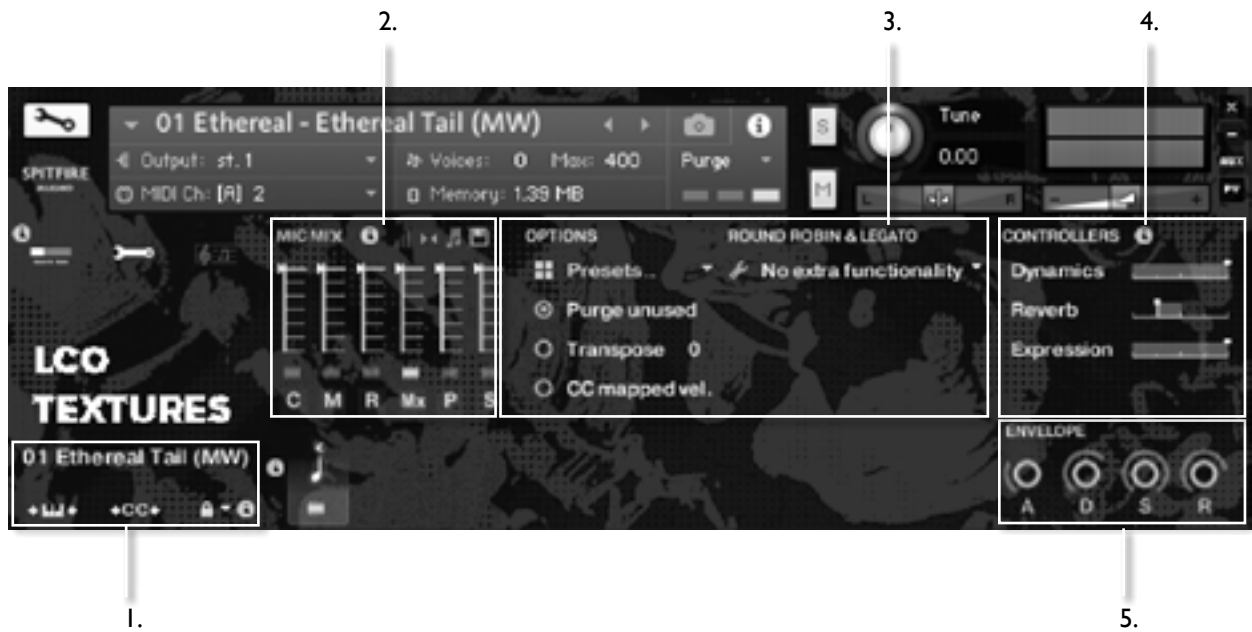 2. 3. 4.
01 Ethereal - Ethereal Tail (MW)
S
Tune
Output: st. 1
Voices: 0 Max: 400
Purge
0.00
AUX
SPITFIRE
AUDIO
MIDI Ch: [A] 2
Memory: 1.39 MB
M
L R
- +
PV
MIC MIX
OPTIONS
ROUND ROBIN & LEGATO
CONTROLLERS
Presets..
No extra functionality
Dynamics
Purge unused
Reverb
LCO
TEXTURES
Transpose 0
Expression
CC mapped vel.
C M R Mx P S
01 Ethereal Tail (MW)
ENVELOPE
CC
A D S R
1. 5.